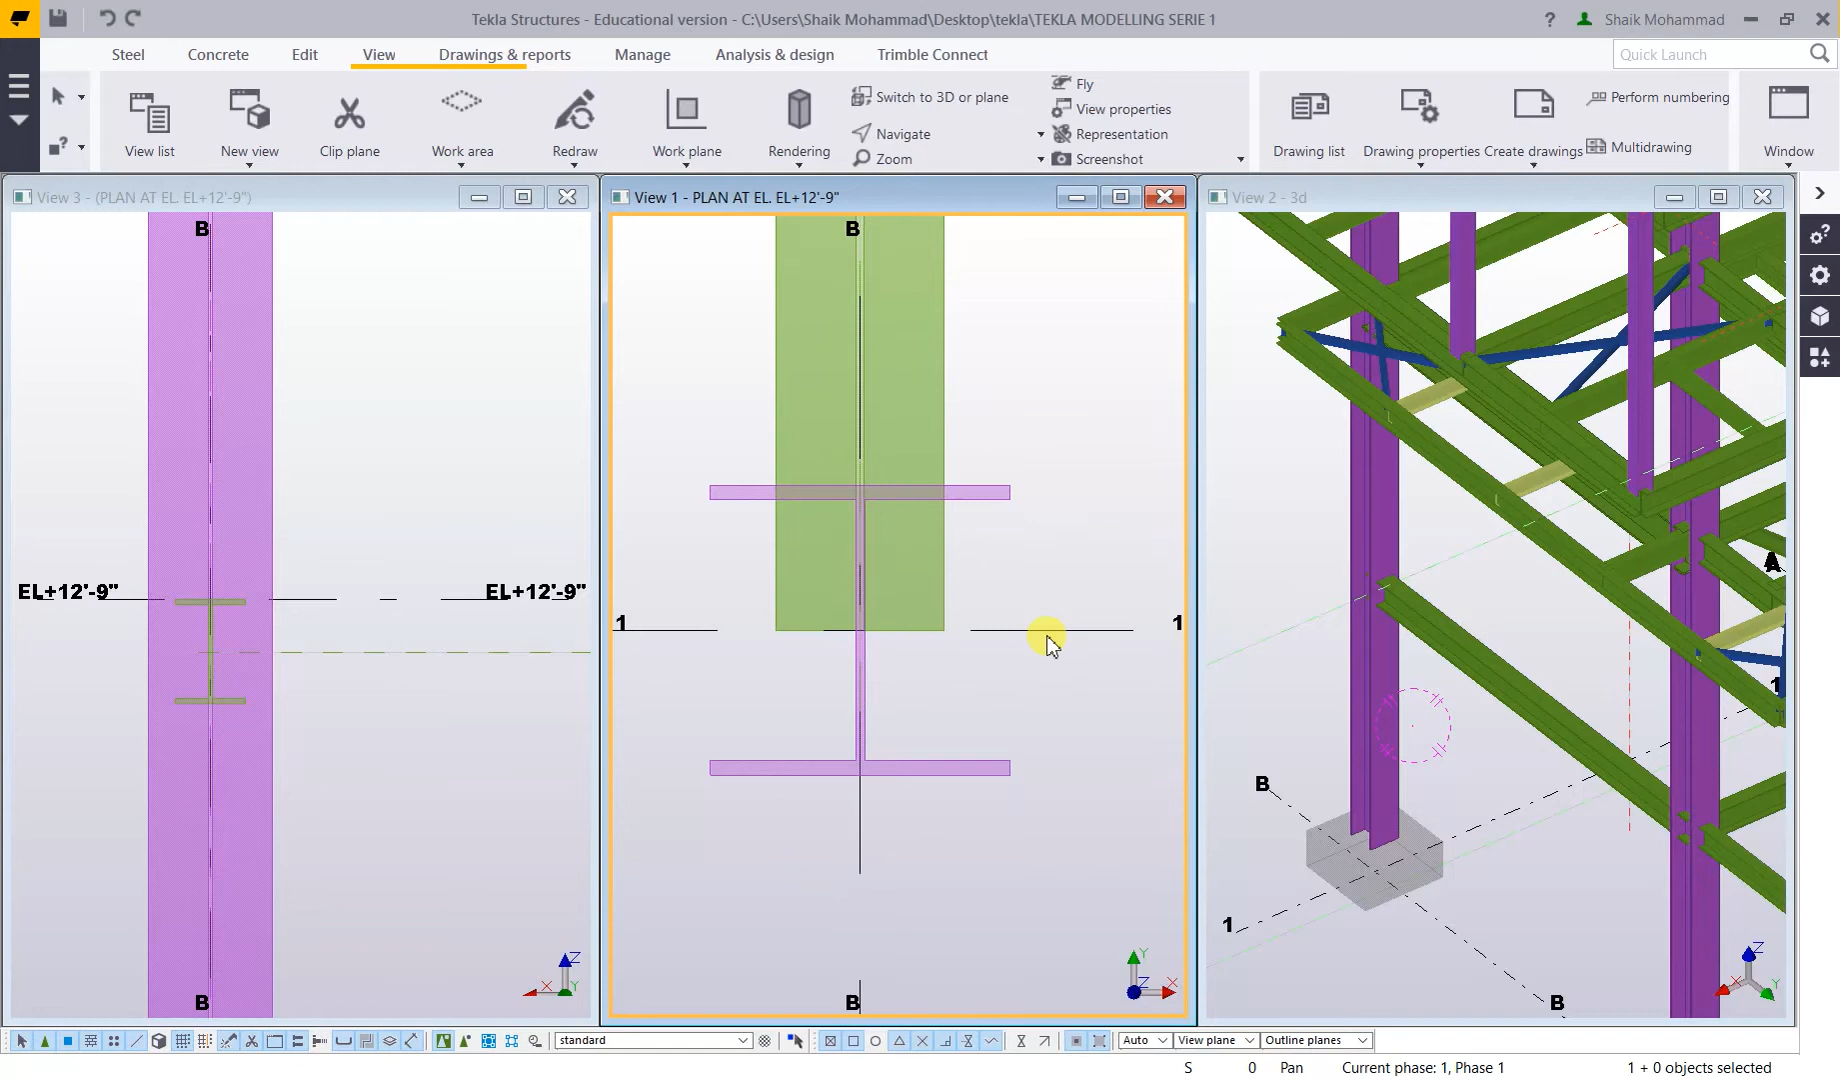 Tekla Structures - Educational version - C:\Users\Shaik Mohammad\Desktop\tekla\TEKLA MODELLING SERIE 1
? Shaik Mohammad
Steel Concrete Edit View Drawings & reports Manage Analysis & design Trimble Connect
Quick Launch
View list
New view
Clip plane
Work area
Redraw
Work plane
Rendering
Switch to 3D or plane
Navigate
Zoom
Fly
View properties
Representation
Screenshot
Drawing list
Drawing properties
Create drawings
Perform numbering
Multidrawing
Window
View 3 - (PLAN AT EL. EL+12'-9")
B
EL+12'-9" EL+12'-9"
B
Z
X Y
View 1 - PLAN AT EL. EL+12'-9"
B
1 1
B
Y
Z X
View 2 - 3d
A
1
B
1
B
Z
X Y
standard
Auto
View plane
Outline planes
S 0 Pan Current phase: 1, Phase 1 1 + 0 objects selected